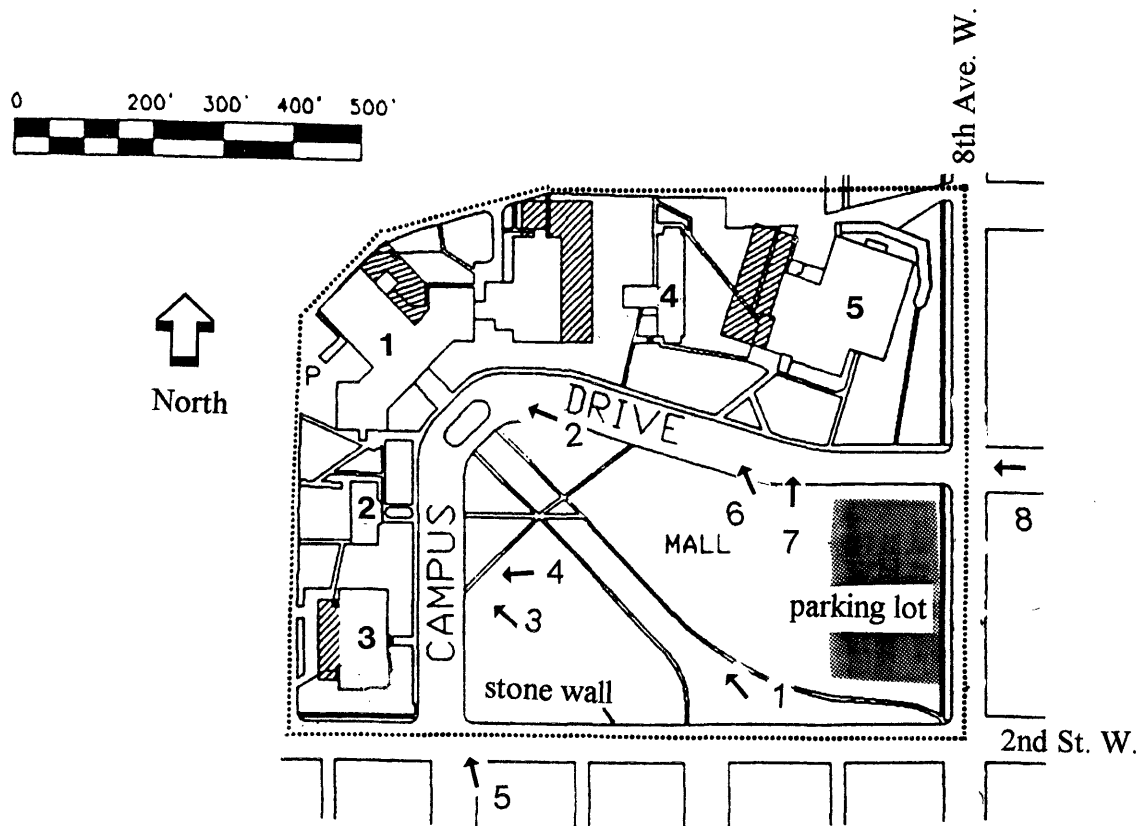 8th Ave. W.
0 200' 300' 400' 500'
North
1
4
5
P
DRIVE
2
6
7
8
2
MALL
CAMPUS
4
parking lot
3
3
stone wall
1
2nd St. W.
5